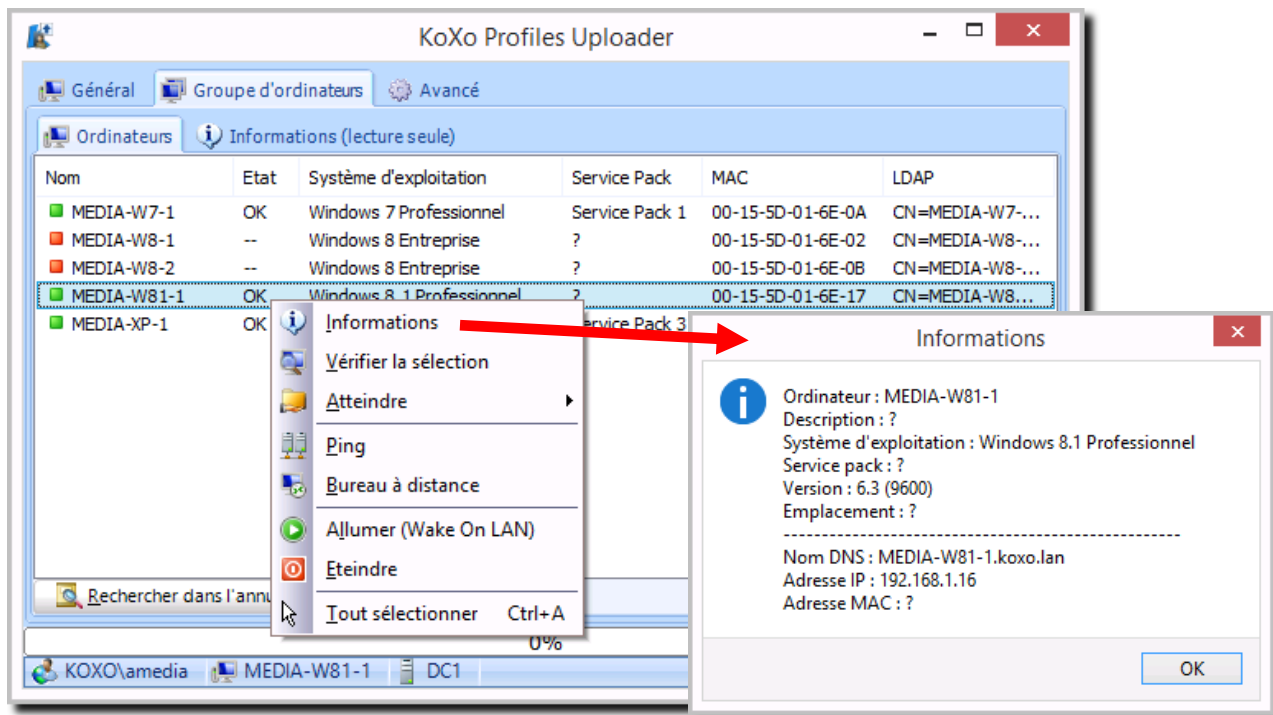 KoXo Profiles Uploader
Général Groupe d'ordinateurs Avancé
Ordinateurs Informations (lecture seule)
Nom Etat Système d'exploitation Service Pack MAC LDAP
MEDIA-W7-1 OK Windows 7 Professionnel Service Pack 1 00-15-5D-01-6E-0A CN=MEDIA-W7-...
MEDIA-W8-1 -- Windows 8 Entreprise ? 00-15-5D-01-6E-02 CN=MEDIA-W8-...
MEDIA-W8-2 -- Windows 8 Entreprise ? 00-15-5D-01-6E-0B CN=MEDIA-W8-...
MEDIA-W81-1 OK Windows 8.1 Professionnel ? 00-15-5D-01-6E-17 CN=MEDIA-W8...
MEDIA-XP-1 OK Service Pack 3
Informations
Vérifier la sélection
Atteindre
Ping
Bureau à distance
Allumer (Wake On LAN)
Eteindre
Tout sélectionner Ctrl+A
Rechercher dans l'annu
0%
KOXO\amedia MEDIA-W81-1 DC1
Informations
Ordinateur : MEDIA-W81-1
Description : ?
Système d'exploitation : Windows 8.1 Professionnel
Service pack : ?
Version : 6.3 (9600)
Emplacement : ?
----------------------------------------------------
Nom DNS : MEDIA-W81-1.koxo.lan
Adresse IP : 192.168.1.16
Adresse MAC : ?
OK